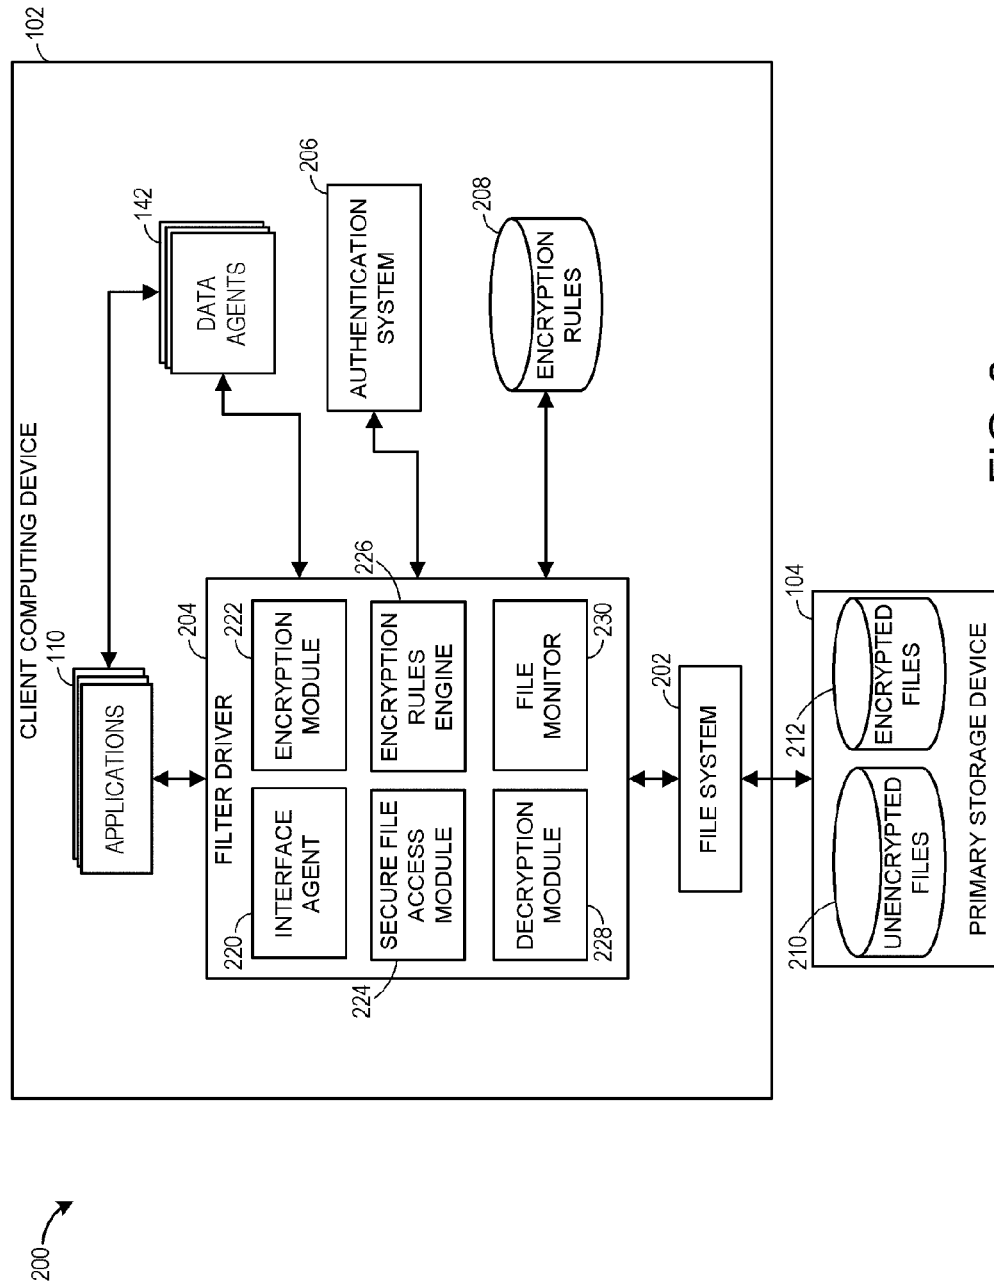 200
CLIENT COMPUTING DEVICE
102
110
APPLICATIONS
142
DATA
AGENTS
204
FILTER DRIVER
220
INTERFACE
AGENT
222
ENCRYPTION
MODULE
206
AUTHENTICATION
SYSTEM
224
SECURE FILE
ACCESS
MODULE
226
ENCRYPTION
RULES
ENGINE
208
ENCRYPTION
RULES
228
DECRYPTION
MODULE
230
FILE
MONITOR
202
FILE SYSTEM
104
210
UNENCRYPTED
FILES
212
ENCRYPTED
FILES
PRIMARY STORAGE DEVICE